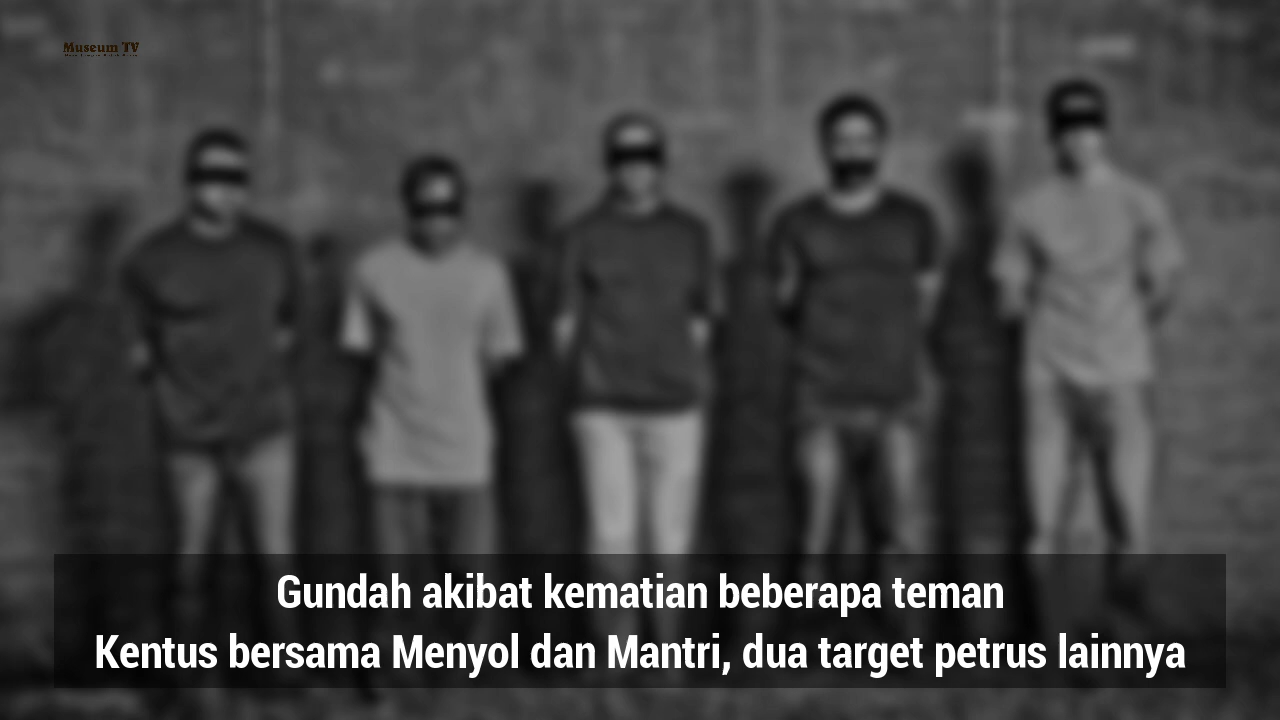 Museum TV
Gundah akibat kematian beberapa teman
Kentus bersama Menyol dan Mantri, dua target petrus lainnya